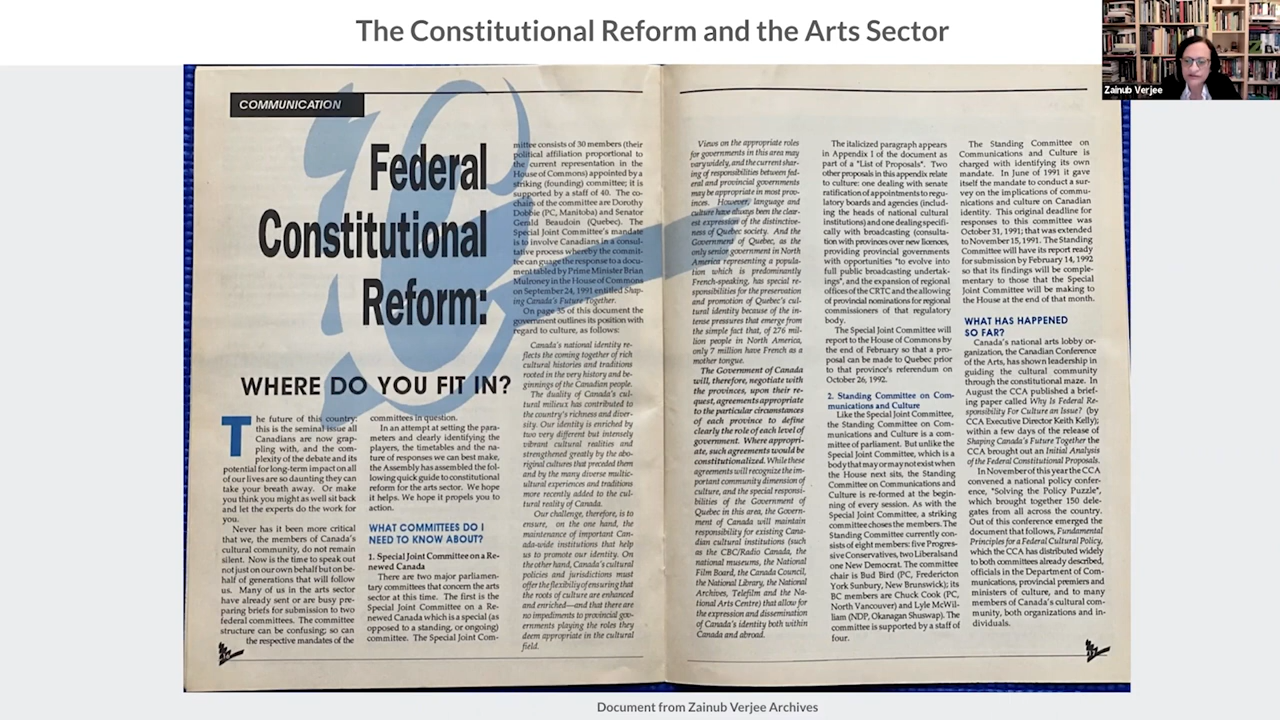 The Constitutional Reform and the Arts Sector
Zainub Verjee
COMMUNICATION
Federal
Constitutional
Reform:
WHERE DO YOU FIT IN?
The future of this country:
this is the seminal issue all
Canadians are now grap-
pling with, and the com-
plexity of the debate and its
potential for long-term impact on all
of our lives are so daunting they can
take your breath away. Or make
you think you might as well sit back
and let the experts do the work for
you.
Never has it been more critical
that we, the members of Canada's
cultural community, do not remain
silent. Now is the time to speak out
not just on our own behalf but on be-
half of generations that will follow
us. Many of us in the arts sector
have already sent or are busy pre-
paring briefs for submission to two
federal committees. The committee
structure can be confusing; so can
the respective mandates of the
committees in question.
In an attempt at setting the para-
meters and clearly identifying the
players, the timetables and the na-
ture of responses we can best make,
the Assembly has assembled the fol-
lowing quick guide to constitutional
reform for the arts sector. We hope
it helps. We hope it propels you to
action.
WHAT COMMITTEES DO I
NEED TO KNOW ABOUT?
1. Special Joint Committee on a Re-
newed Canada
There are two major parliamen-
tary committees that concern the arts
sector at this time. The first is the
Special Joint Committee on a Re-
newed Canada which is a special (as
opposed to a standing, or ongoing)
committee. The Special Joint Com-
mittee consists of 30 members (their
political affiliation proportional to
the current representation in the
House of Commons) appointed by a
striking (founding) committee; it is
supported by a staff of 40. The co-
chairs of the committee are Dorothy
Dobbie (PC, Manitoba) and Senator
Gerald Beaudoin (Quebec). The
Special Joint Committee's mandate
is to involve Canadians in a consul-
tative process whereby the commit-
tee can guage the response to a docu-
ment tabled by Prime Minister Brian
Mulroney in the House of Commons
on September 24, 1991 entitled Shap-
ing Canada's Future Together.
On page 35 of this document the
government outlines its position with
regard to culture, as follows:
Canada's national identity re-
flects the coming together of rich
cultural histories and traditions
rooted in the very history and be-
ginnings of the Canadian people.
The duality of Canada's cul-
tural milieux has contributed to
the country's richness and diver-
sity. Our identity is enriched by
two very different but intensely
vibrant cultural realities and
strengthened greatly by the abo-
riginal cultures that preceded them
and by the many diverse multic-
ultural experiences and traditions
more recently added to the cul-
tural reality of Canada.
Our challenge, therefore, is to
ensure, on the one hand, the
maintenance of important Can-
ada-wide institutions that help
us to promote our identity. On
the other hand, Canada's cultural
policies and jurisdictions must
offer the flexibiliy of ensuring that
the roots of culture are enhanced
and enriched—and that there are
no impediments to provincial gov-
ernments playing the roles they
deem appropriate in the cultural
field.
Views on the appropriate roles
for governments in this area may
vary widely, and the current shar-
ing of responsibilities between fed-
eral and provincial governments
may be appropriate in most prov-
inces. However, language and
culture have always been the clear-
est expression of the distinctive-
ness of Quebec society. And the
Government of Quebec, as the
only senior government in North
America representing a popula-
tion which is predominantly
French-speaking, has special re-
sponsibilities for the preservation
and promotion of Quebec's cul-
tural identity because of the in-
tense pressures that emerge from
the simple fact that, of 276 mil-
lion people in North America,
only 7 million have French as a
mother tongue.
The Government of Canada
will, therefore, negotiate with
the provinces, upon their re-
quest, agreements appropriate
to the particular circumstances
of each province to define
clearly the role of each level of
government. Where appropri-
ate, such agreements would be
constitutionalized. While these
agreements will recognize the im-
portant community dimension of
culture, and the special responsi-
bilities of the Government of
Quebec in this area, the Govern-
ment of Canada will maintain
responsibility for existing Cana-
dian cultural institutions (such
as the CBC/Radio Canada, the
national museums, the National
Film Board, the Canada Council,
the National Library, the National
Archives, Telefilm and the Na-
tional Arts Centre) that allow for
the expression and dissemination
of Canada's identity both within
Canada and abroad.
The italicized paragraph appears
in Appendix I of the document as
part of a "List of Proposals". Two
other proposals in this appendix relate
to culture: one dealing with senate
ratification of appointments to regu-
latory boards and agencies (including
the heads of national cultural
institutions) and one dealing specifi-
cally with broadcasting (consulta-
tion with provinces over new licences,
providing provincial governments
with opportunities "to evolve into
full public broadcasting undertak-
ings", and the expansion of regional
offices of the CRTC and the allowing
of provincial nominations for regional
commissioners of that regulatory
body.
The Special Joint Committee will
report to the House of Commons by
the end of February so that a pro-
posal can be made to Quebec prior
to that province's referendum on
October 26, 1992.
2. Standing Committee on Com-
munications and Culture
Like the Special Joint Committee,
the Standing Committee on Com-
munications and Culture is a com-
mittee of parliament. But unlike the
Special Joint Committee, which is a
body that may or may not exist when
the House next sits, the Standing
Committee on Communications and
Culture is re-formed at the begin-
ning of every session. As with the
Special Joint Committee, a striking
committee choses the members. The
Standing Committee currently con-
sists of eight members: five Progres-
sive Conservatives, two Liberals and
one New Democrat. The committee
chair is Bud Bird (PC, Fredericton
York Sunbury, New Brunswick); its
BC members are Chuck Cook (PC,
North Vancouver) and Lyle McWil-
liam (NDP, Okanagan Shuswap). The
committee is supported by a staff of
four.
The Standing Committee on
Communications and Culture is
charged with identifying its own
mandate. In June of 1991 it gave
itself the mandate to conduct a sur-
vey on the implications of commu-
nications and culture on Canadian
identity. This original deadline for
responses to this committee was
October 31, 1991; that was extended
to November 15, 1991. The Standing
Committee will have its report ready
for submission by February 14, 1992
so that its findings will be comple-
mentary to those that the Special
Joint Committee will be making to
the House at the end of that month.
WHAT HAS HAPPENED
SO FAR?
Canada's national arts lobby or-
ganization, the Canadian Conference
of the Arts, has shown leadership in
guiding the cultural community
through the constitutional maze. In
August the CCA published a brief-
ing paper called Why Is Federal Re-
sponsibility For Culture an Issue? (by
CCA Executive Director Keith Kelly);
within a few days of the release of
Shaping Canada's Future Together the
CCA brought out an Initial Analysis
of the Federal Constitutional Proposals.
In November of this year the CCA
convened a national policy confer-
ence, "Solving the Policy Puzzle",
which brought together 150 dele-
gates from all across the country.
Out of this conference emerged the
document that follows, Fundamental
Principles for a Federal Cultural Policy,
which the CCA has distributed widely
to both committees already described,
officials in the Department of Com-
munications, provincial premiers and
ministers of culture, and to many
members of Canada's cultural com-
munity, both organizations and in-
dividuals.
Document from Zainub Verjee Archives